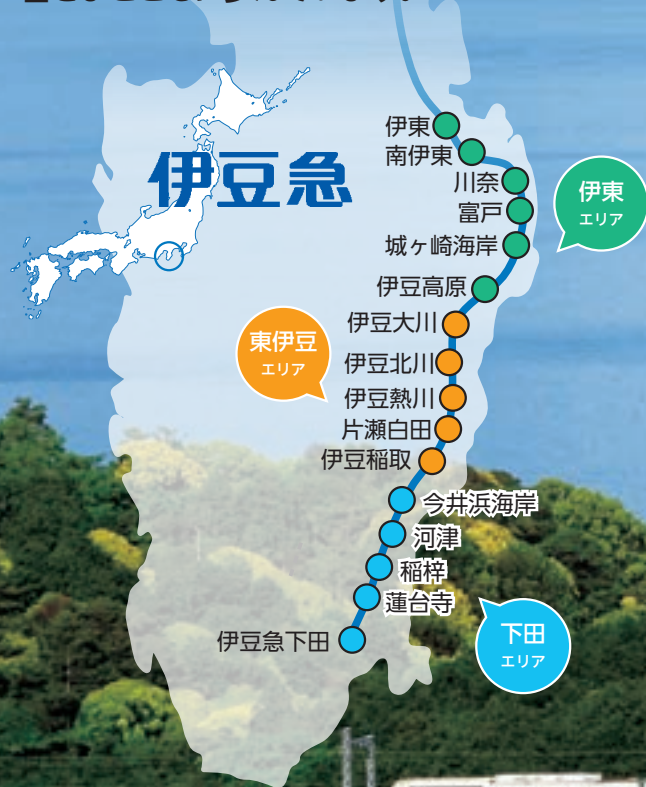 伊豆急
伊東
南伊東
川奈
富戸
城ヶ崎海岸
伊豆高原
伊東
エリア
伊豆大川
伊豆北川
伊豆熱川
片瀬白田
伊豆稲取
東伊豆
エリア
今井浜海岸
河津
稲梓
蓮台寺
伊豆急下田
下田
エリア